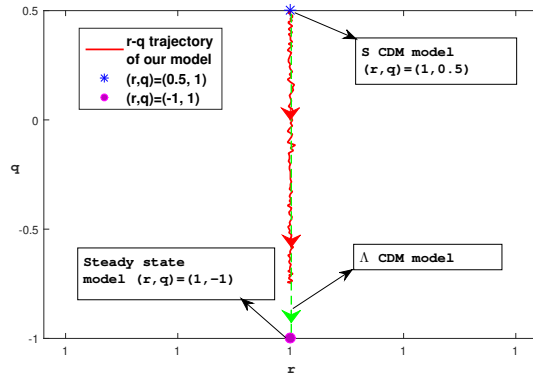 0.5
r-q trajectory
of our model
(r,q)=(0.5, 1)
(r,q)=(-1, 1)
S CDM model
(r,q)=(1,0.5)
0
q
-0.5
Steady state
model (r,q)=(1,-1)
Λ CDM model
-1
1 1 1 1 1
r